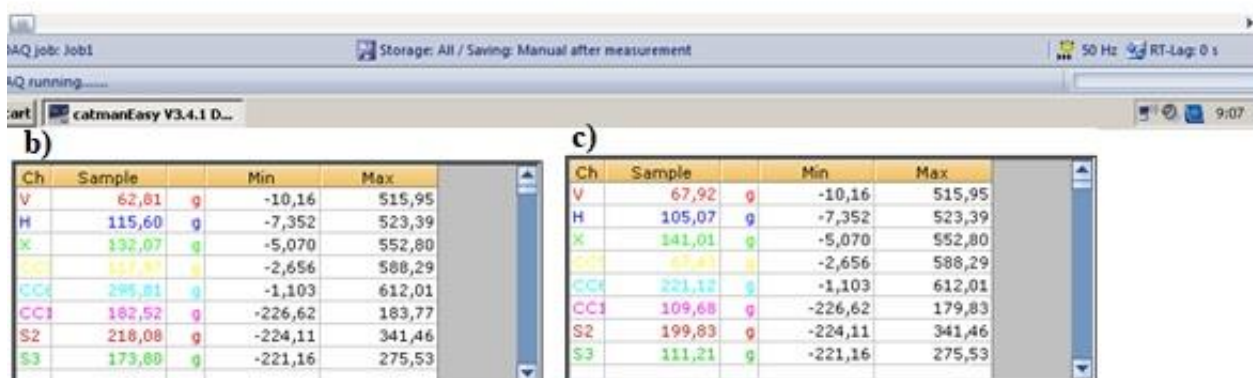 DAQ job: Job1 Storage: All / Saving: Manual after measurement 50 Hz RT-Lag: 0 s
DAQ running.......
tart catmanEasy V3.4.1 D... 9:07
b)
Ch Sample Min Max
V 62,81 g -10,16 515,95
H 115,60 g -7,352 523,39
X 132,07 g -5,070 552,80
g -2,656 588,29
295,81 g -1,103 612,01
CC1 182,52 g -226,62 183,77
S2 218,08 g -224,11 341,46
S3 173,80 g -221,16 275,53
c)
Ch Sample Min Max
V 67,92 g -10,16 515,95
H 105,07 g -7,352 523,39
X 141,01 g -5,070 552,80
g -2,656 588,29
221,12 g -1,103 612,01
CC1 109,68 g -226,62 179,83
S2 199,83 g -224,11 341,46
S3 111,21 g -221,16 275,53